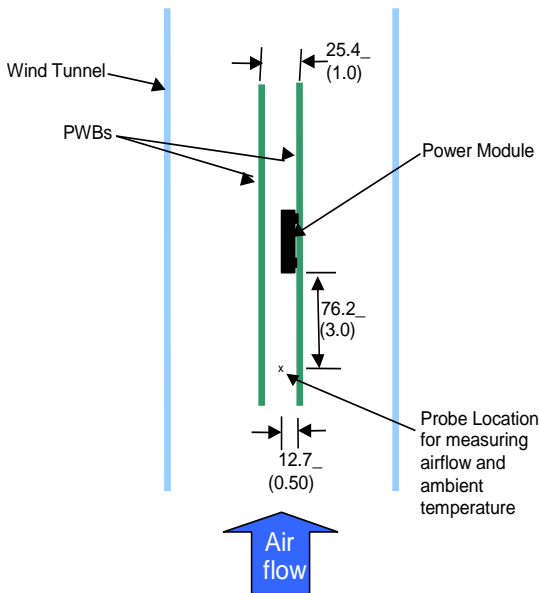 25.4_
(1.0)
Wind Tunnel
PWBs
Power Module
76.2_
(3.0)
x
Probe Location
for measuring
airflow and
ambient
temperature
12.7_
(0.50)
Air
flow